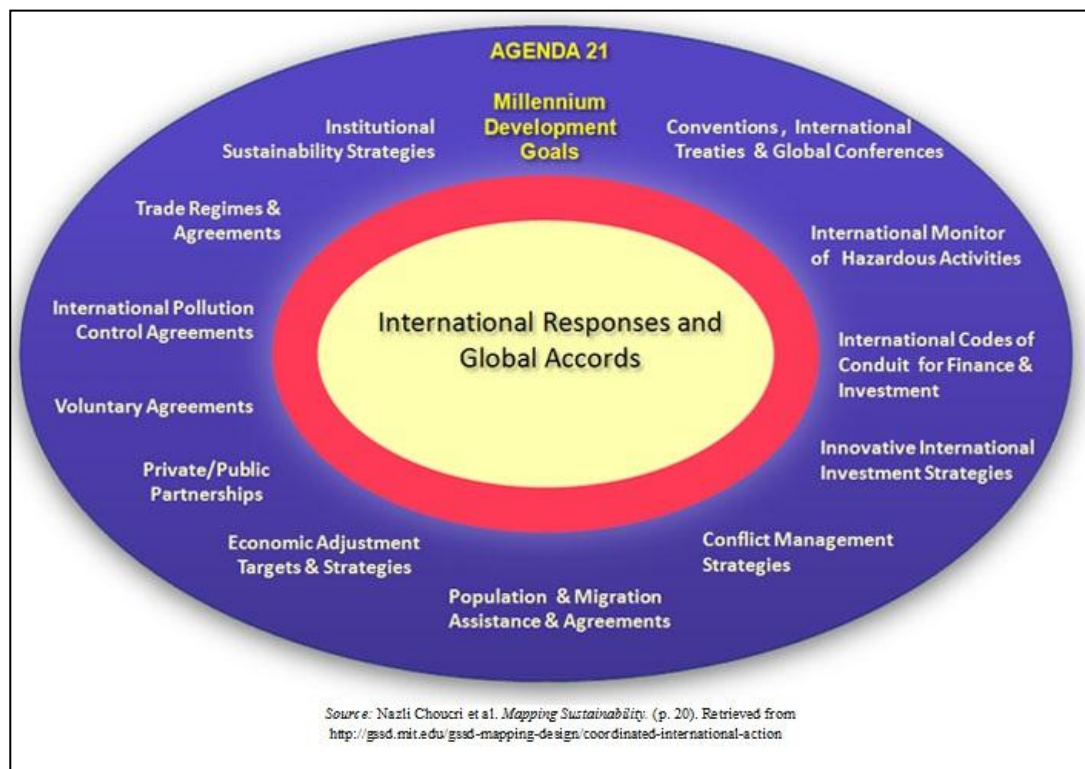 AGENDA 21
Millennium
Development
Goals
Conventions , International
Treaties & Global Conferences
International Monitor
of Hazardous Activities
International Codes of
Conduit for Finance &
Investment
Innovative International
Investment Strategies
Conflict Management
Strategies
Population & Migration
Assistance & Agreements
Economic Adjustment
Targets & Strategies
Private/Public
Partnerships
Voluntary Agreements
International Pollution
Control Agreements
Trade Regimes &
Agreements
Institutional
Sustainability Strategies
International Responses and
Global Accords
Source: Nazli Choucri et al. Mapping Sustainability. (p. 20). Retrieved from
http://gssd.mit.edu/gssd-mapping-design/coordinated-international-action